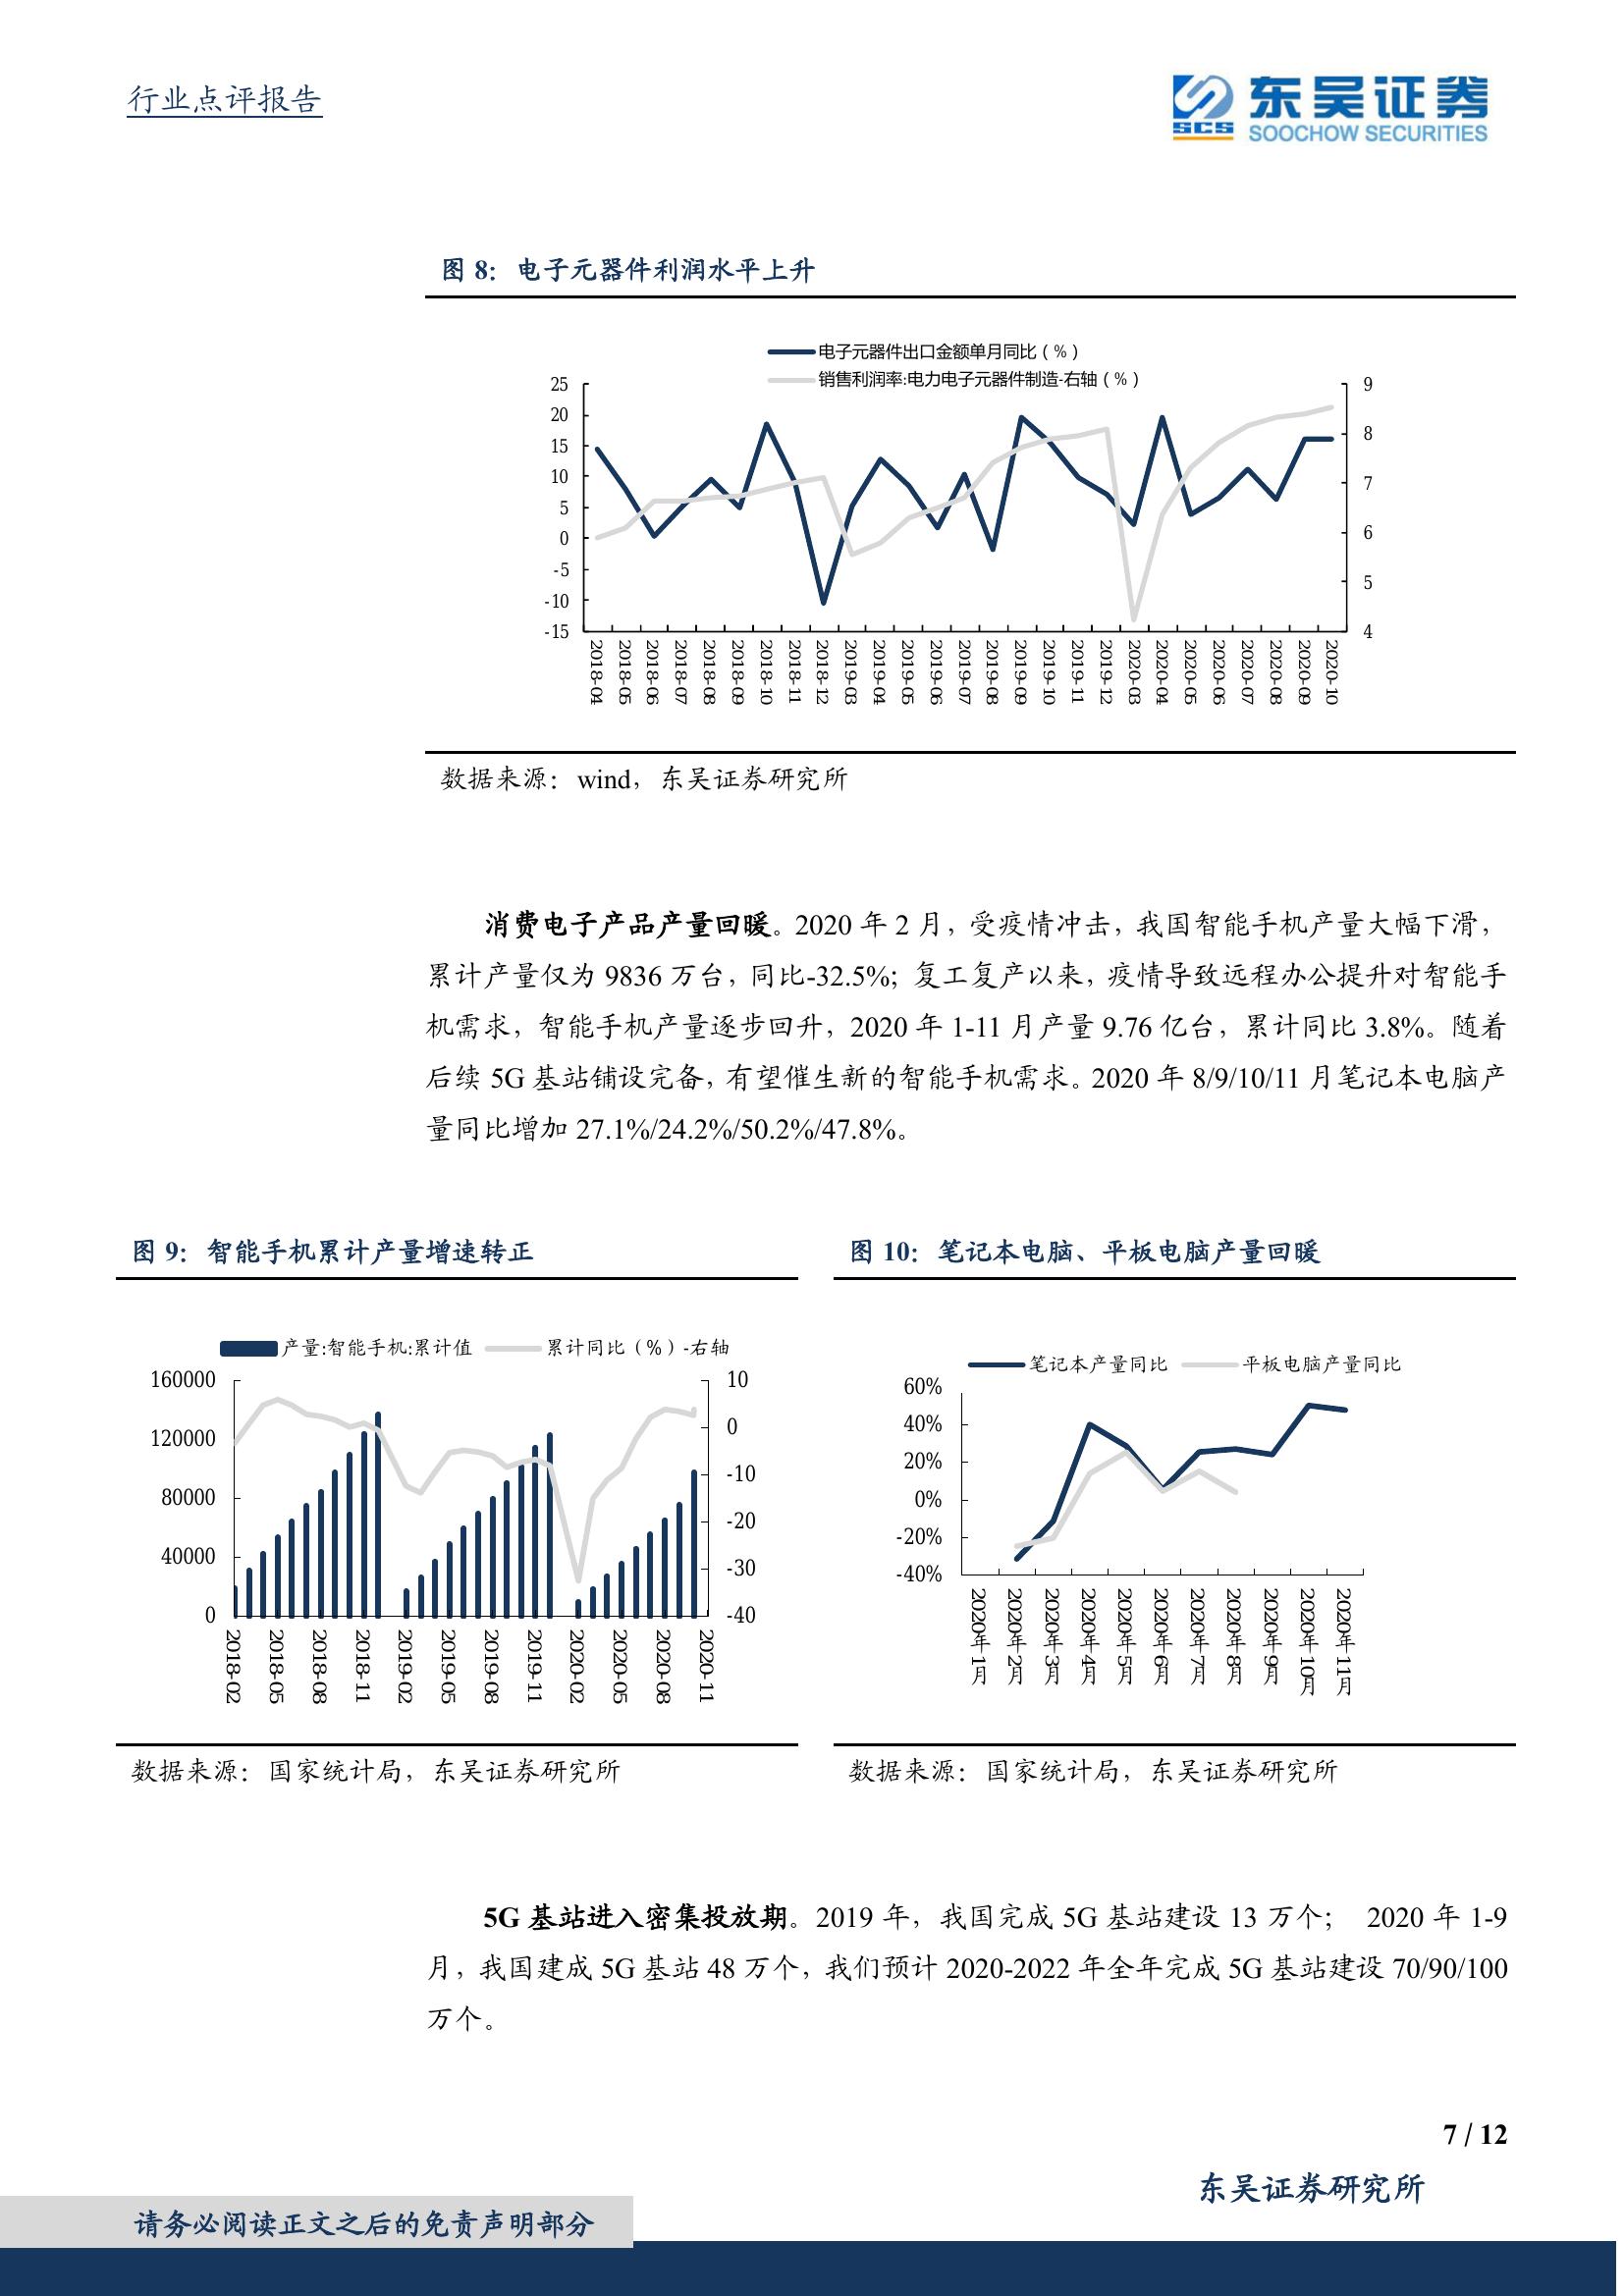 行业点评报告
SCS
东吴证券
SOOCHOW SECURITIES
图 8：电子元器件利润水平上升
电子元器件出口金额单月同比（%）
销售利润率:电力电子元器件制造-右轴（%）
25
20
15
10
5
0
-5
-10
-15
9
8
7
6
5
4
2018-04
2018-05
2018-06
2018-07
2018-08
2018-09
2018-10
2018-11
2018-12
2019-03
2019-04
2019-05
2019-06
2019-07
2019-08
2019-09
2019-10
2019-11
2019-12
2020-03
2020-04
2020-05
2020-06
2020-07
2020-08
2020-09
2020-10
数据来源：wind，东吴证券研究所
消费电子产品产量回暖。2020 年 2 月，受疫情冲击，我国智能手机产量大幅下滑，
累计产量仅为 9836 万台，同比-32.5%；复工复产以来，疫情导致远程办公提升对智能手
机需求，智能手机产量逐步回升，2020 年 1-11 月产量 9.76 亿台，累计同比 3.8%。随着
后续 5G 基站铺设完备，有望催生新的智能手机需求。2020 年 8/9/10/11 月笔记本电脑产
量同比增加 27.1%/24.2%/50.2%/47.8%。
图 9：智能手机累计产量增速转正
产量:智能手机:累计值
累计同比（%）-右轴
160000
120000
80000
40000
0
10
0
-10
-20
-30
-40
2018-02
2018-05
2018-08
2018-11
2019-02
2019-05
2019-08
2019-11
2020-02
2020-05
2020-08
2020-11
数据来源：国家统计局，东吴证券研究所
图 10：笔记本电脑、平板电脑产量回暖
笔记本产量同比
平板电脑产量同比
60%
40%
20%
0%
-20%
-40%
2020年1月
2020年2月
2020年3月
2020年4月
2020年5月
2020年6月
2020年7月
2020年8月
2020年9月
2020年10月
2020年11月
数据来源：国家统计局，东吴证券研究所
5G 基站进入密集投放期。2019 年，我国完成 5G 基站建设 13 万个； 2020 年 1-9
月，我国建成 5G 基站 48 万个，我们预计 2020-2022 年全年完成 5G 基站建设 70/90/100
万个。
7 / 12
东吴证券研究所
请务必阅读正文之后的免责声明部分